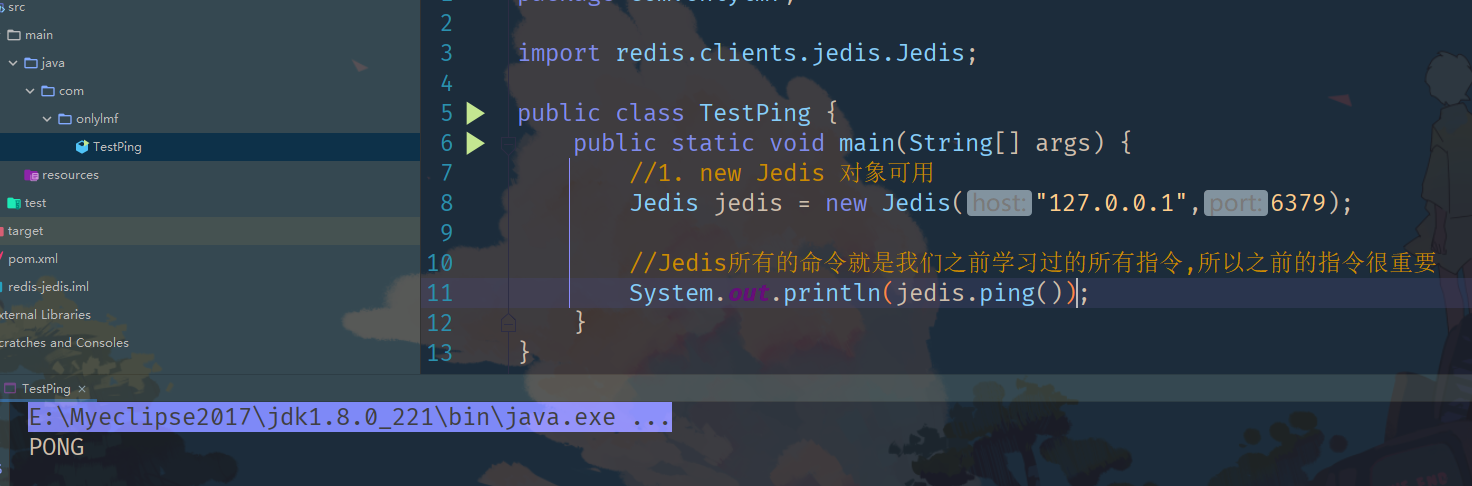 src
main
java
com
onlylmf
TestPing
resources
test
target
pom.xml
redis-jedis.iml
xternal Libraries
cratches and Consoles
2
3 import redis.clients.jedis.Jedis;
4
5 public class TestPing {
6 public static void main(String[] args) {
7 //1. new Jedis 对象可用
8 Jedis jedis = new Jedis( host: "127.0.0.1", port: 6379);
9
10 //Jedis所有的命令就是我们之前学习过的所有指令,所以之前的指令很重要
11 System.out.println(jedis.ping());
12 }
13 }
TestPing ×
E:\Myeclipse2017\jdk1.8.0_221\bin\java.exe ...
PONG